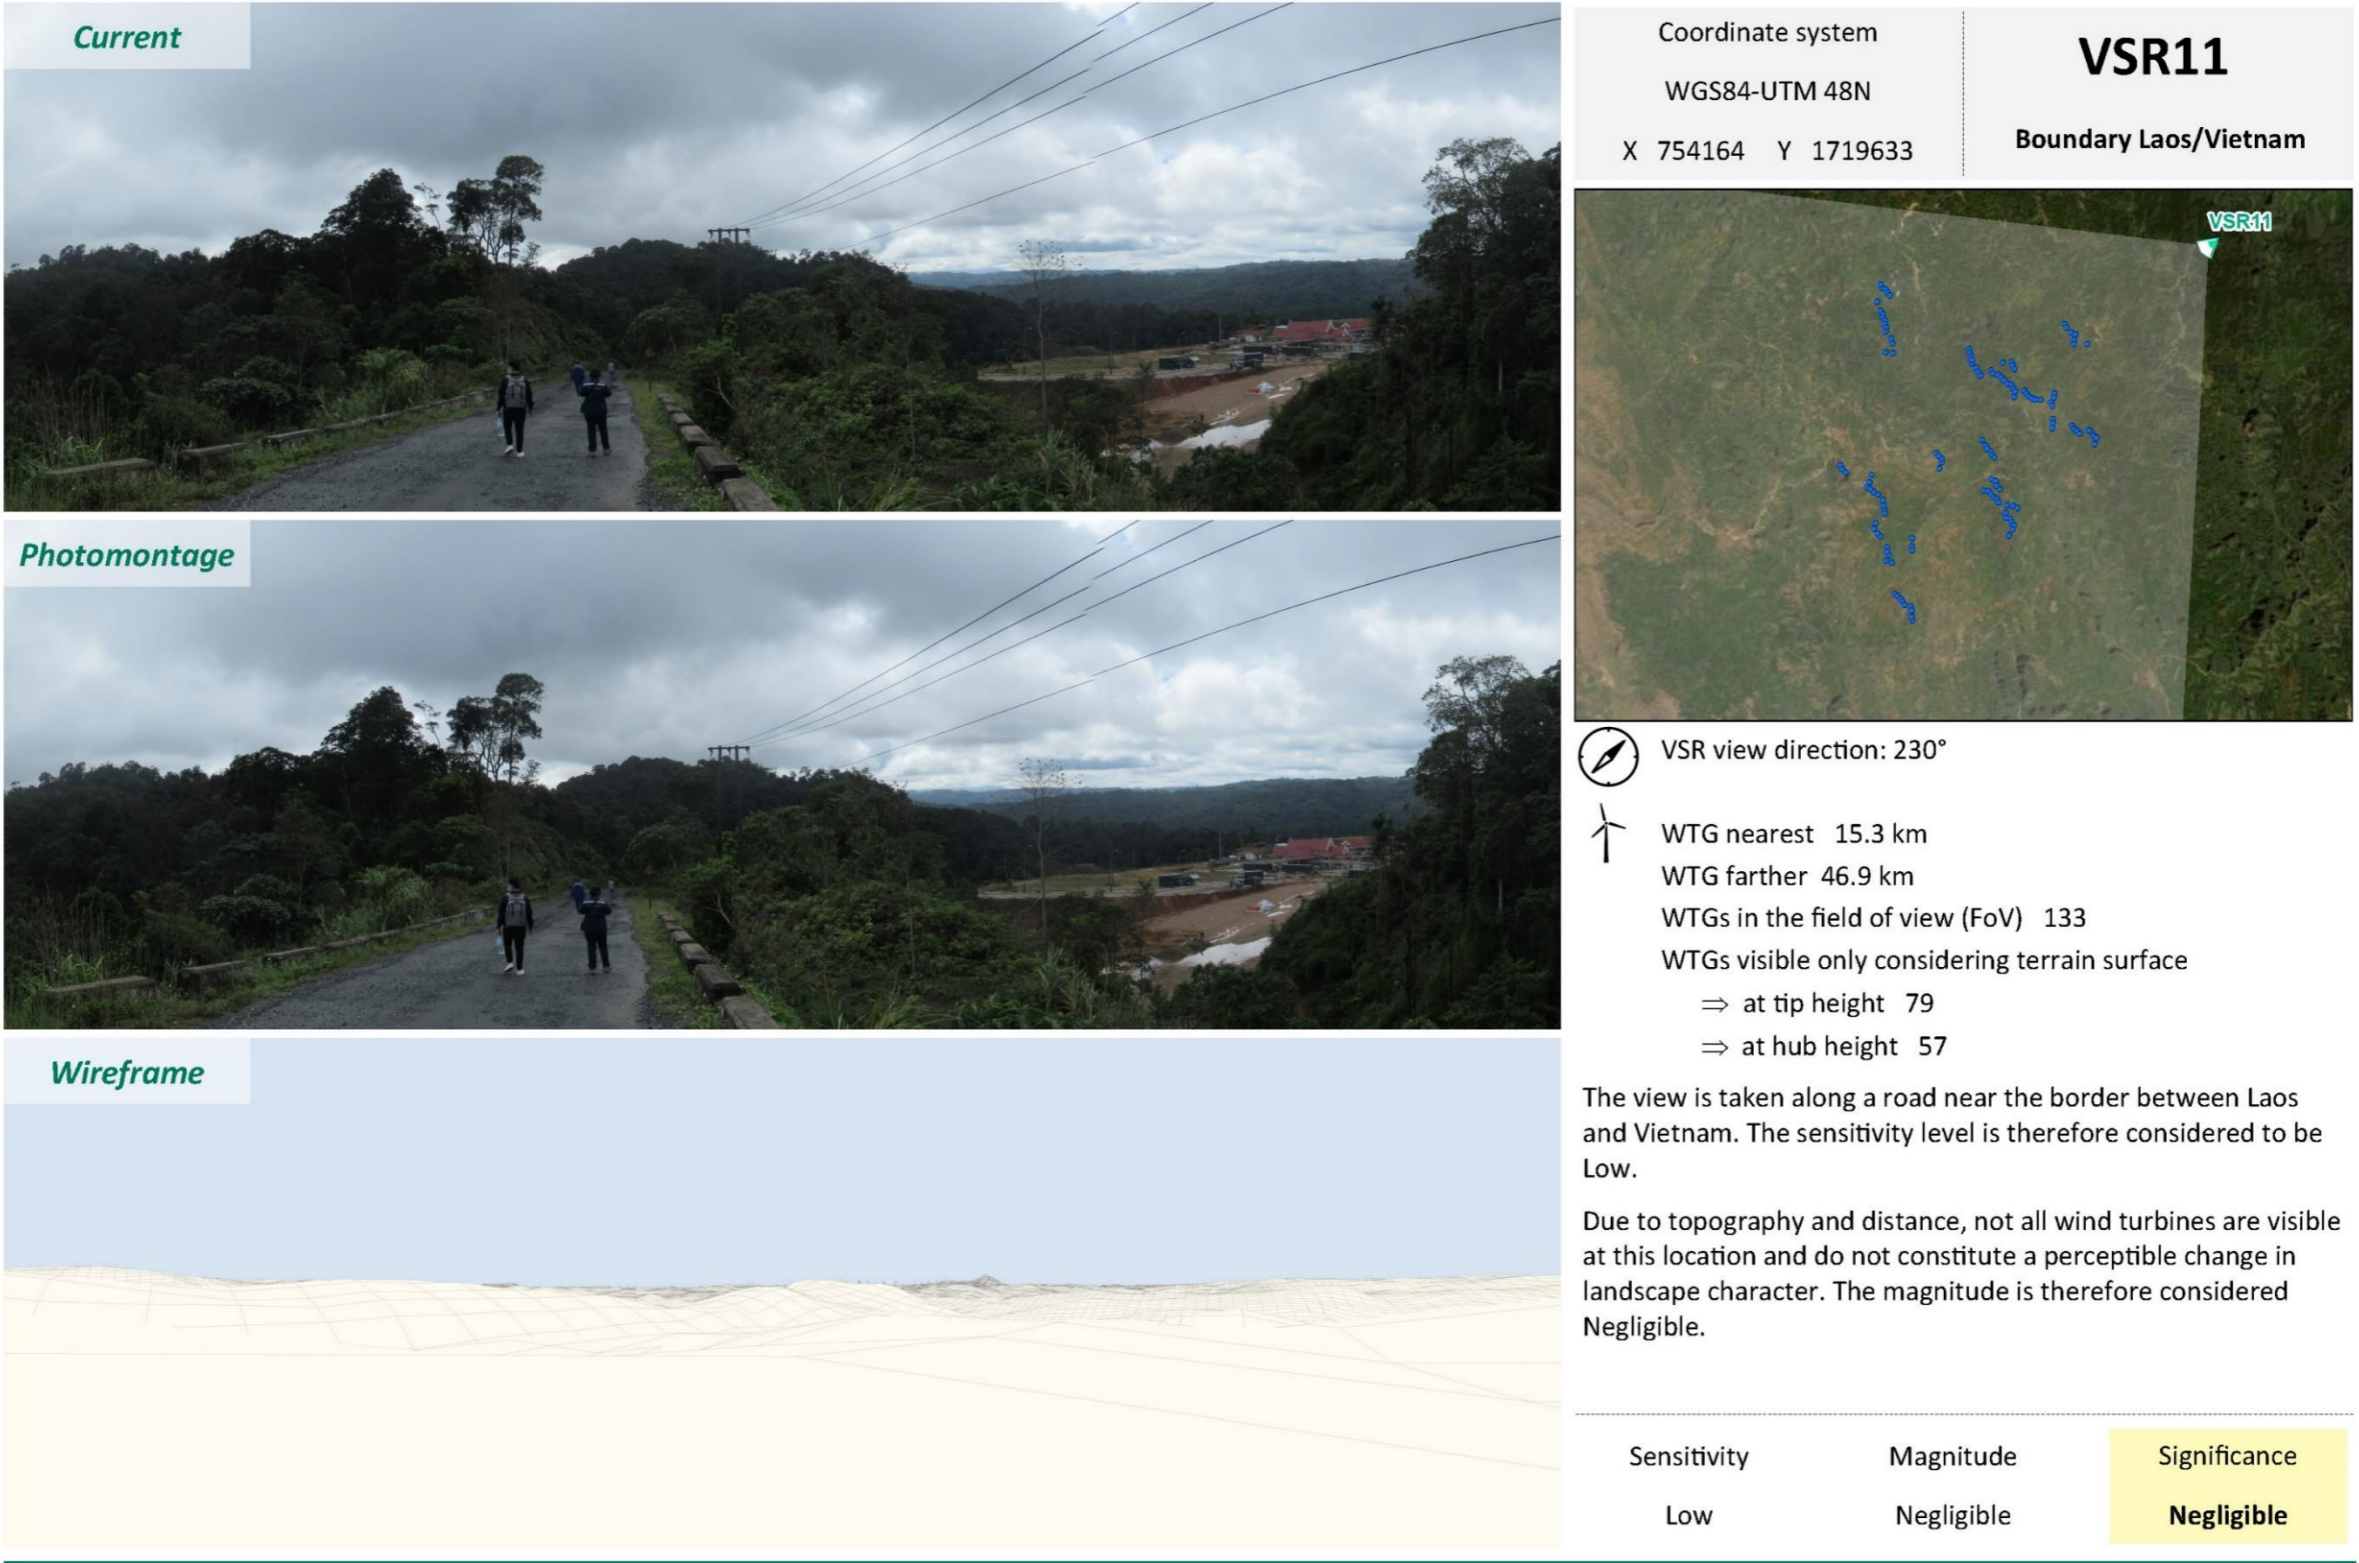 Current
Photomontage
Wireframe
Coordinate system
WGS84-UTM 48N
X 754164 Y 1719633
VSR11
Boundary Laos/Vietnam
VSR11
VSR view direction: 230°
WTG nearest 15.3 km
WTG farther 46.9 km
WTGs in the field of view (FoV) 133
WTGs visible only considering terrain surface
⇒ at tip height 79
⇒ at hub height 57
The view is taken along a road near the border between Laos
and Vietnam. The sensitivity level is therefore considered to be
Low.
Due to topography and distance, not all wind turbines are visible
at this location and do not constitute a perceptible change in
landscape character. The magnitude is therefore considered
Negligible.
Sensitivity Magnitude Significance
Low Negligible Negligible